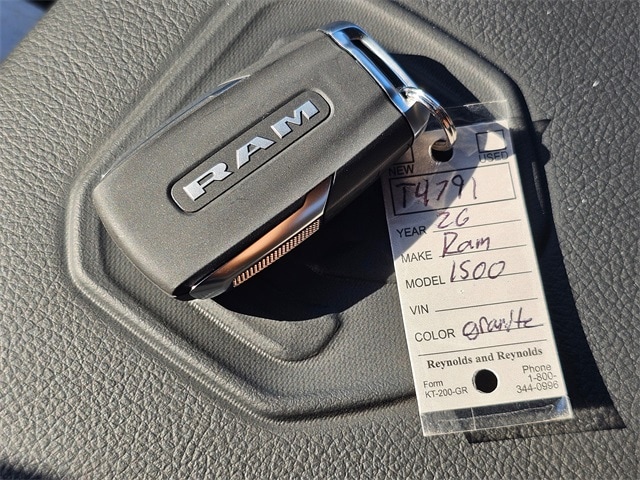 RAM
NEW USED
T4791
YEAR 26
MAKE Ram
MODEL 1500
VIN
COLOR granite
Reynolds and Reynolds
Form
KT-200-GR
Phone
1-800-
344-0996